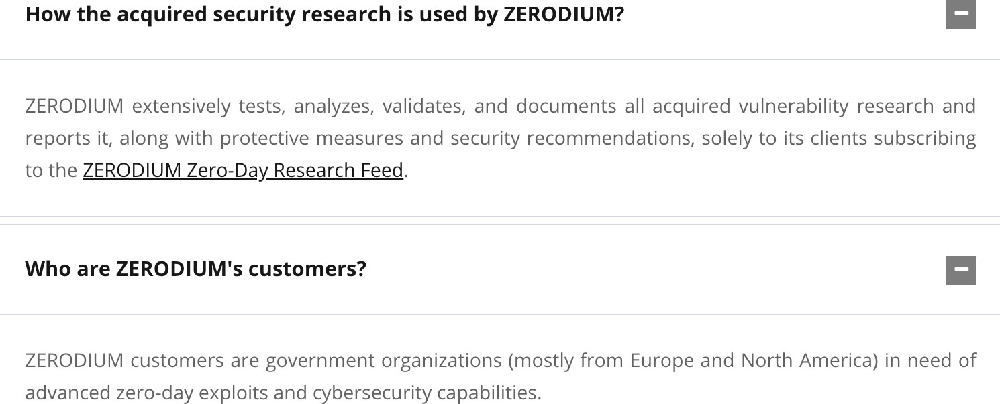 How the acquired security research is used by ZERODIUM?
ZERODIUM extensively tests, analyzes, validates, and documents all acquired vulnerability research and
reports it, along with protective measures and security recommendations, solely to its clients subscribing
to the ZERODIUM Zero-Day Research Feed.
Who are ZERODIUM's customers?
ZERODIUM customers are government organizations (mostly from Europe and North America) in need of
advanced zero-day exploits and cybersecurity capabilities.